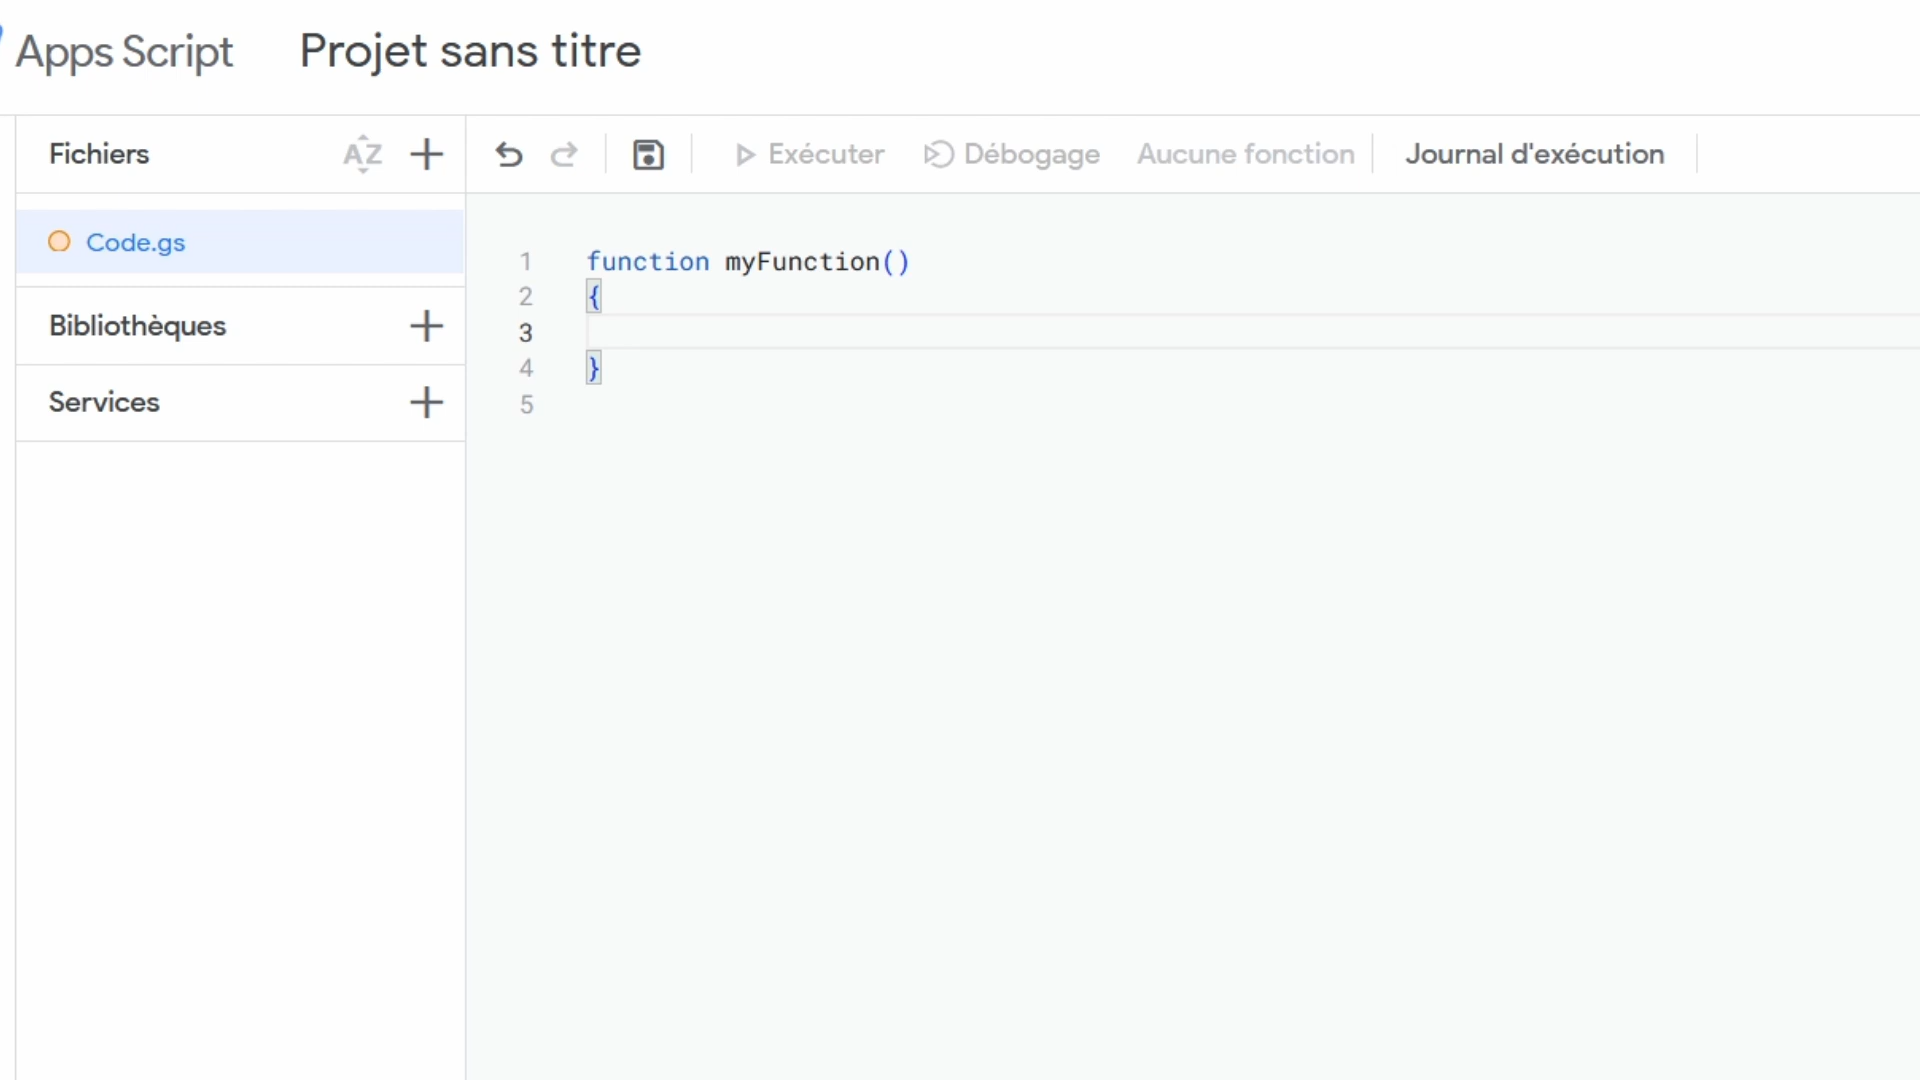 Apps Script Projet sans titre
Fichiers AZ
Exécuter Débogage Aucune fonction Journal d'exécution
Code.gs
Bibliothèques
Services
1 function myFunction()
2 {
3
4 }
5